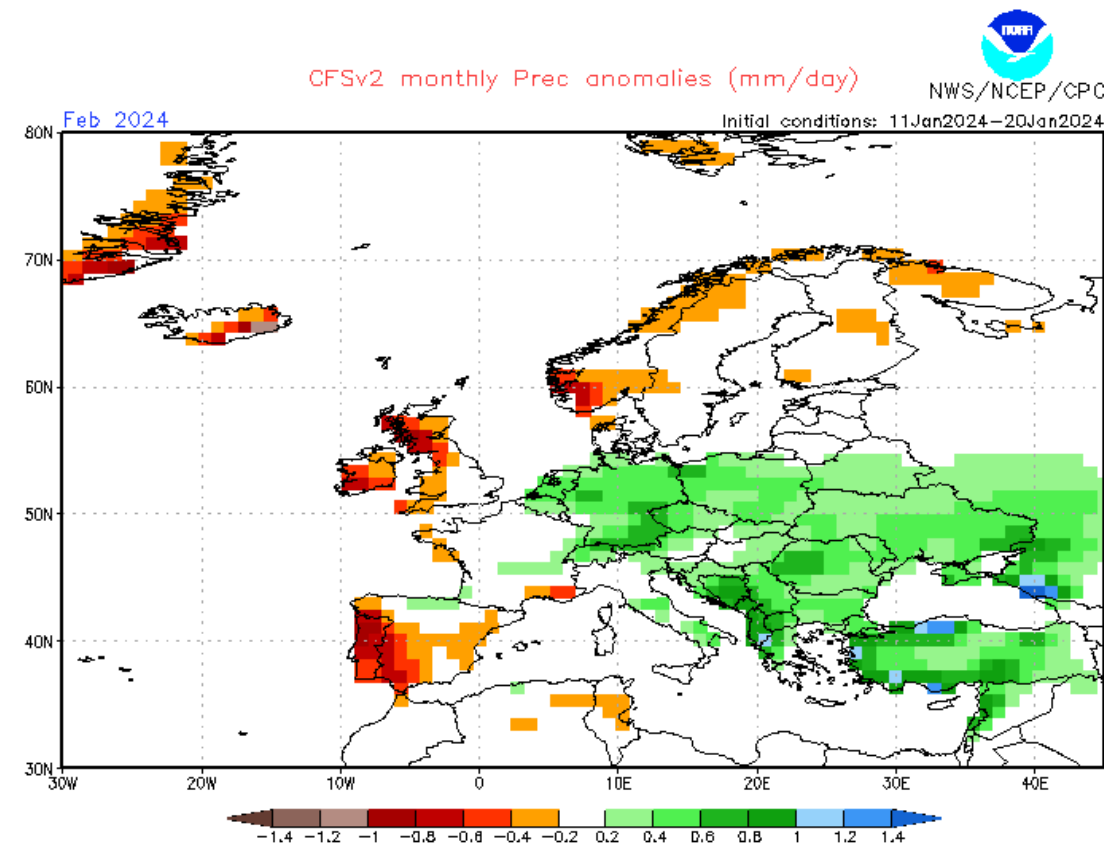 NOAA
CFSv2 monthly Prec anomalies (mm/day)
NWS/NCEP/CPC
Feb 2024
Initial conditions: 11Jan2024–20Jan2024
80N
70N
60N
50N
40N
30N
30W 20W 10W 0 10E 20E 30E 40E
−1.4 −1.2 −1 −0.8 −0.6 −0.4 −0.2 0.2 0.4 0.6 0.8 1 1.2 1.4